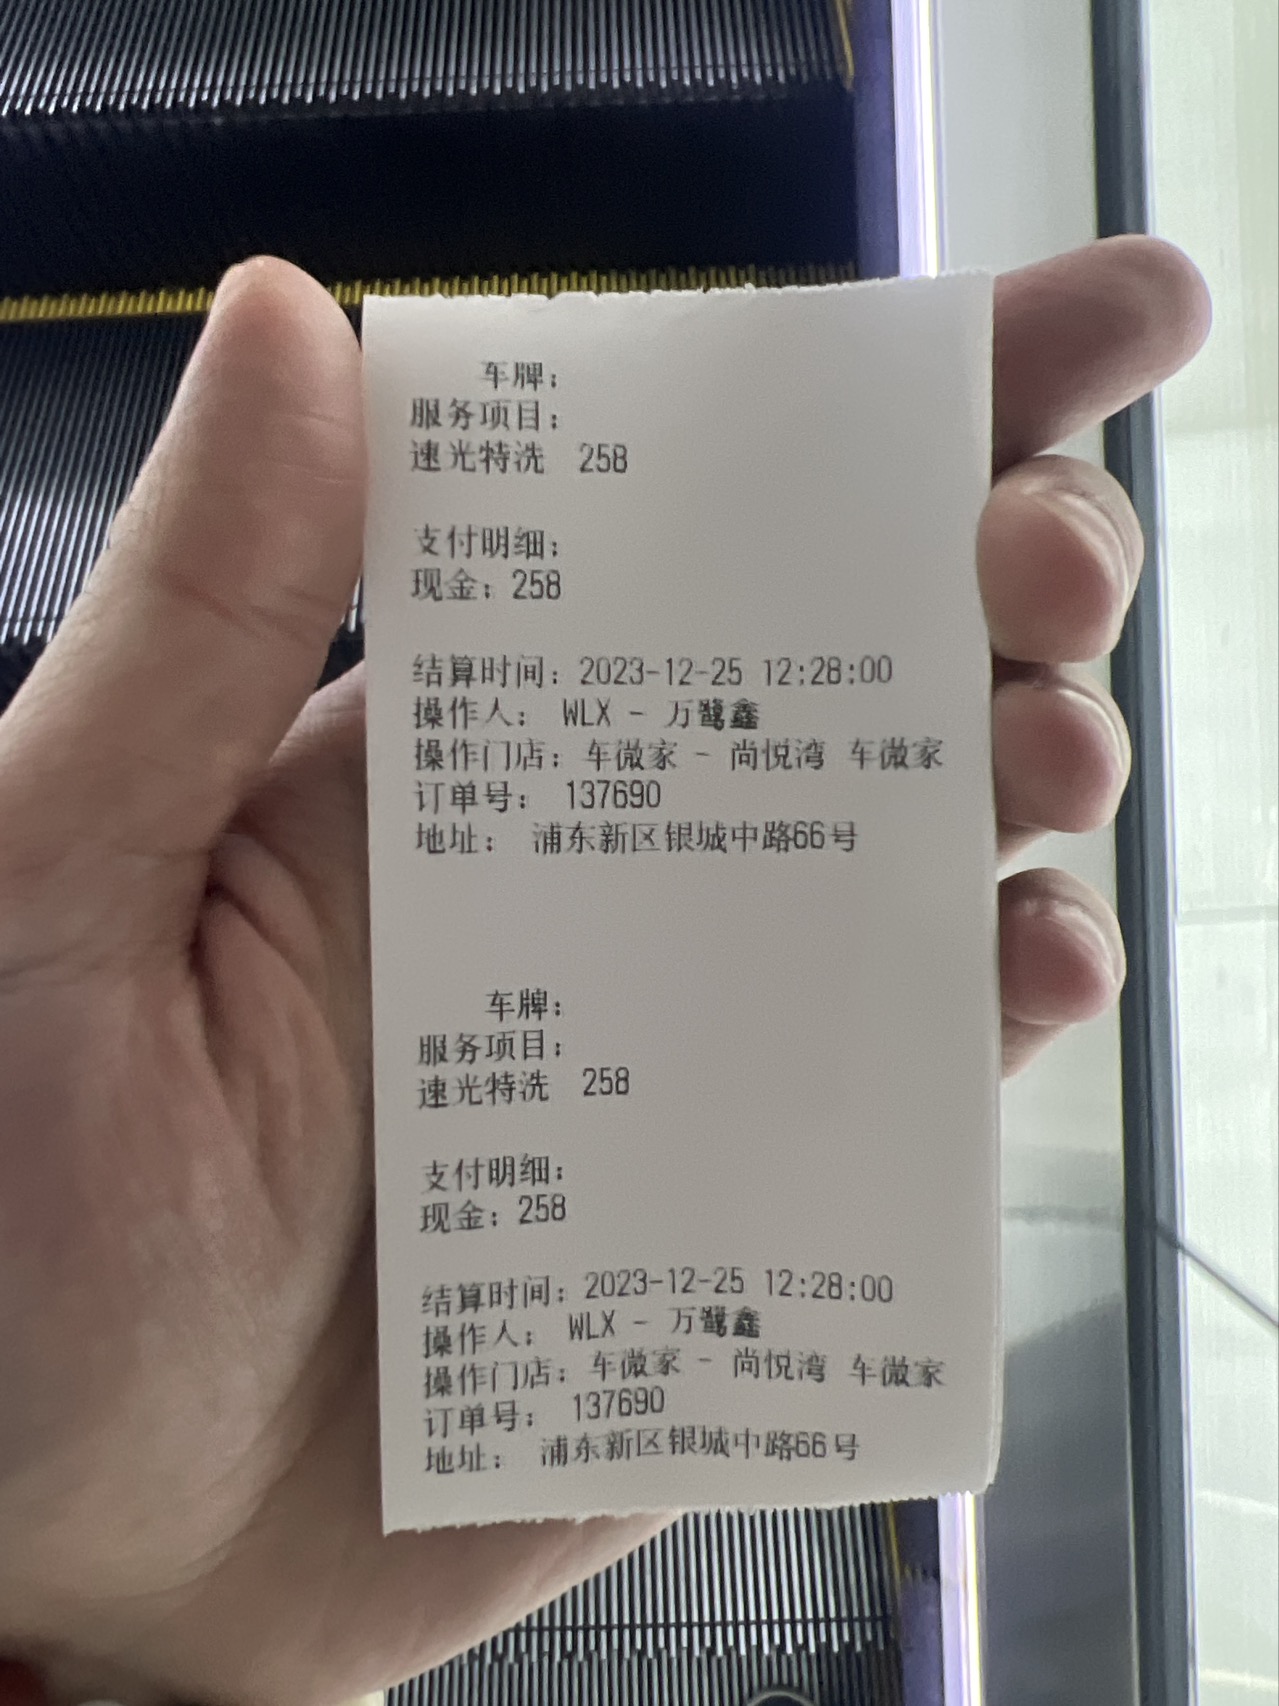 车牌:
服务项目:
速光特洗 258
支付明细:
现金: 258
结算时间: 2023-12-25 12:28:00
操作人: WLX - 万鹭鑫
操作门店: 车微家 - 尚悦湾 车微家
订单号: 137690
地址: 浦东新区银城中路66号
车牌:
服务项目:
速光特洗 258
支付明细:
现金: 258
结算时间: 2023-12-25 12:28:00
操作人: WLX - 万鹭鑫
操作门店: 车微家 - 尚悦湾 车微家
订单号: 137690
地址: 浦东新区银城中路66号